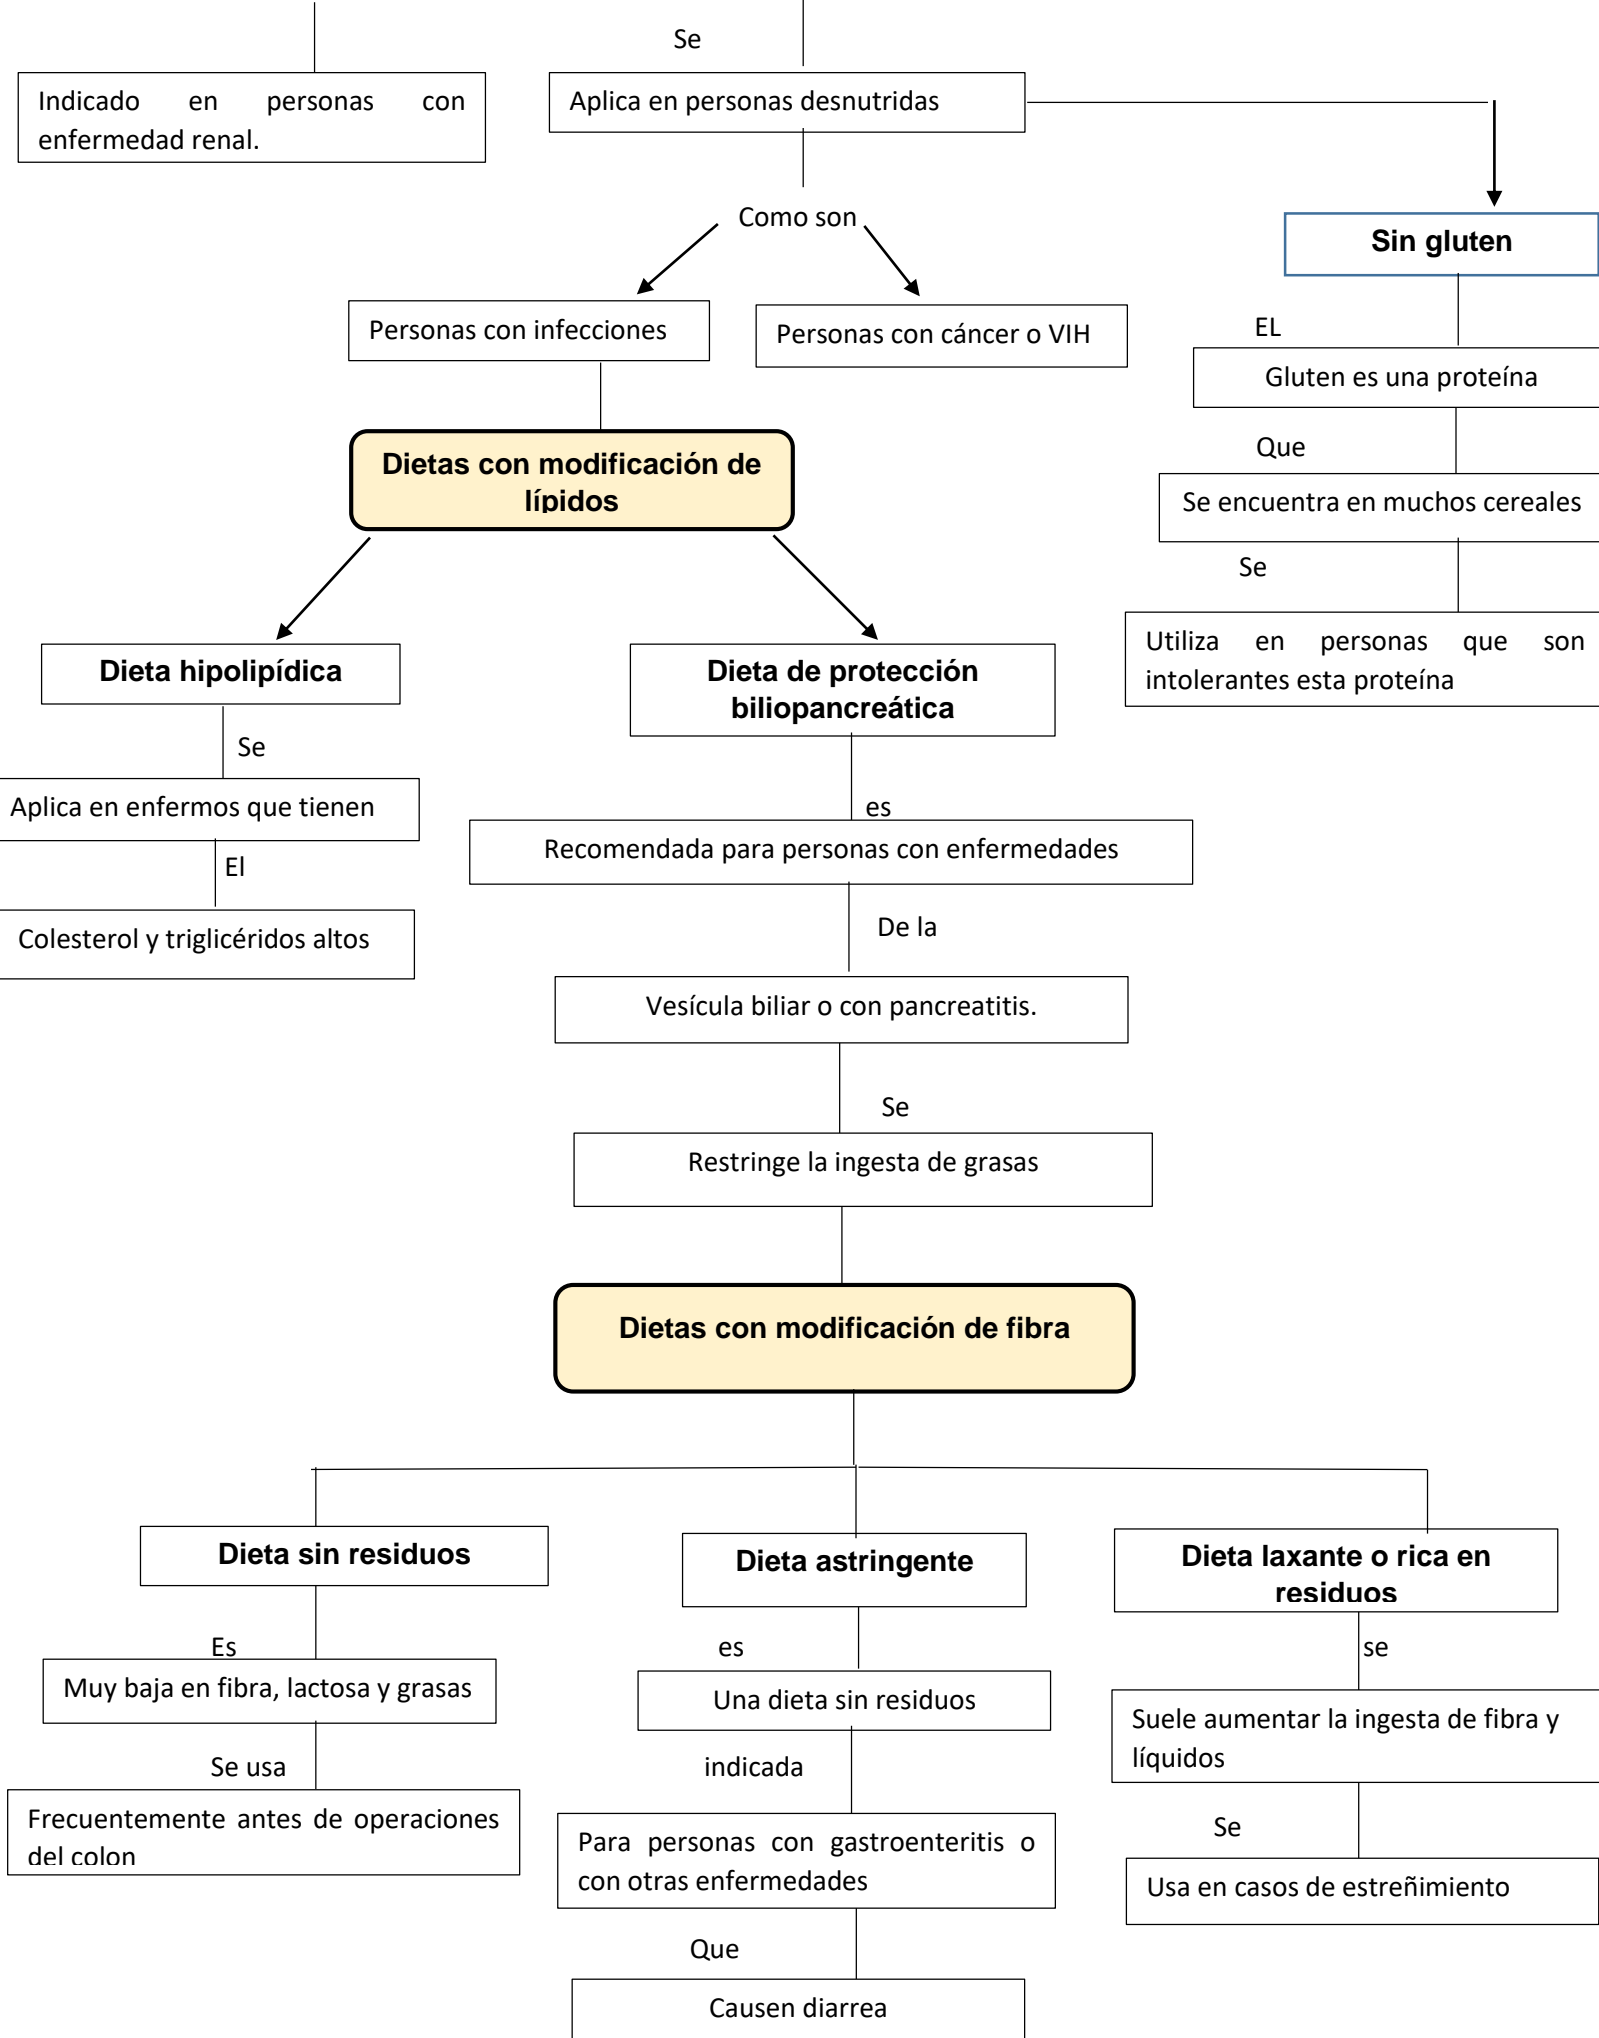 Se
Indicado en personas con
enfermedad renal.
Aplica en personas desnutridas
Como son
Sin gluten
Personas con infecciones
Personas con cáncer o VIH
EL
Gluten es una proteína
Que
Se encuentra en muchos cereales
Se
Utiliza en personas que son
intolerantes esta proteína
Dietas con modificación de
lípidos
Dieta hipolipídica
Se
Aplica en enfermos que tienen
El
Colesterol y triglicéridos altos
Dieta de protección
biliopancreática
es
Recomendada para personas con enfermedades
De la
Vesícula biliar o con pancreatitis.
Se
Restringe la ingesta de grasas
Dietas con modificación de fibra
Dieta sin residuos
Es
Muy baja en fibra, lactosa y grasas
Se usa
Frecuentemente antes de operaciones
del colon
Dieta astringente
es
Una dieta sin residuos
indicada
Para personas con gastroenteritis o
con otras enfermedades
Que
Causen diarrea
Dieta laxante o rica en
residuos
se
Suele aumentar la ingesta de fibra y
líquidos
Se
Usa en casos de estreñimiento